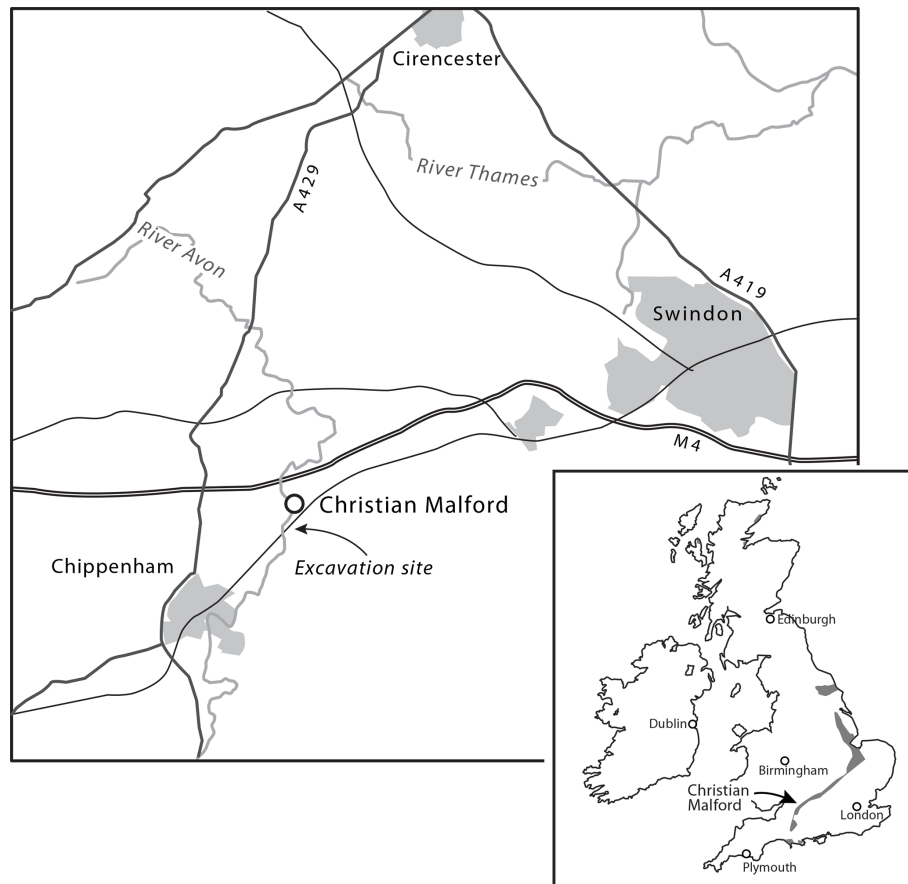 Cirencester
River Thames
A429
River Avon
A419
Swindon
M4
Christian Malford
Chippenham
Excavation site
Edinburgh
Dublin
Birmingham
Christian
Malford
London
Plymouth